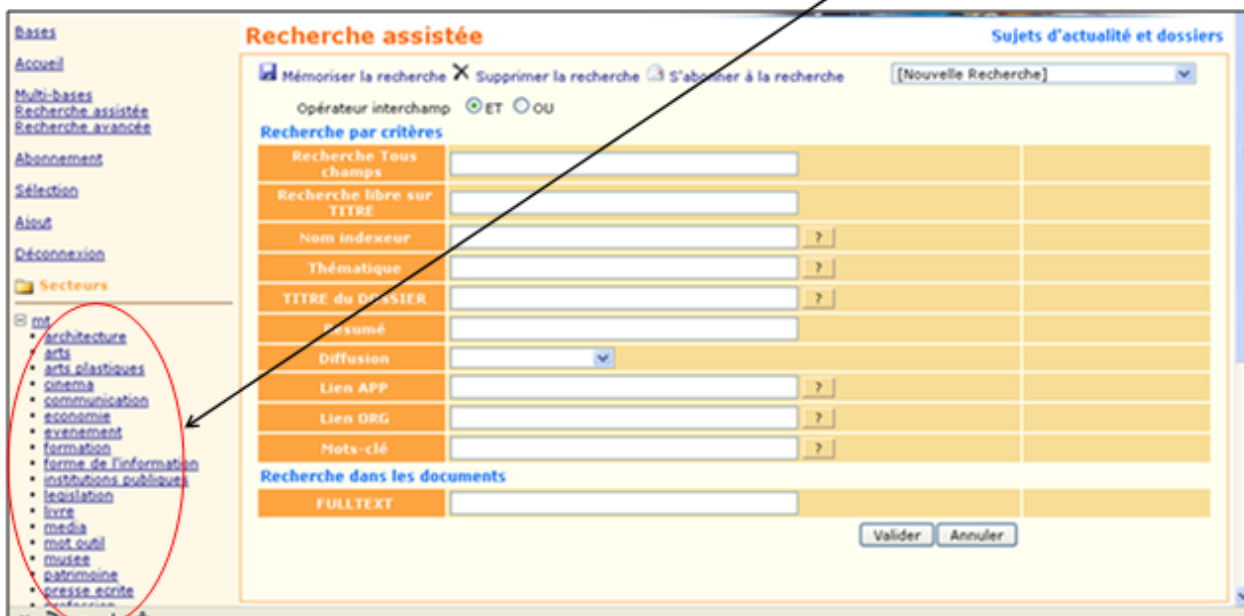 Bases
Accueil
Multi-bases
Recherche assistée
Recherche avancée
Abonnement
Sélection
Ajout
Déconnexion
Secteurs
mt
architecture
arts
arts plastiques
cinema
communication
economie
evenement
formation
forme de l'information
institutions publiques
legislation
livre
media
mot outil
musee
patrimoine
presse ecrite
profession
Recherche assistée
Sujets d'actualité et dossiers
Mémoriser la recherche Supprimer la recherche S'abonner à la recherche [Nouvelle Recherche]
Opérateur interchamp ET OU
Recherche par critères
Recherche Tous
champs
Recherche libre sur
TITRE
Nom indexeur ?
Thématique ?
TITRE du DOSSIER ?
Resumé
Diffusion
Lien APP ?
Lien ORG ?
Mots-clé ?
Recherche dans les documents
FULLTEXT
Valider Annuler